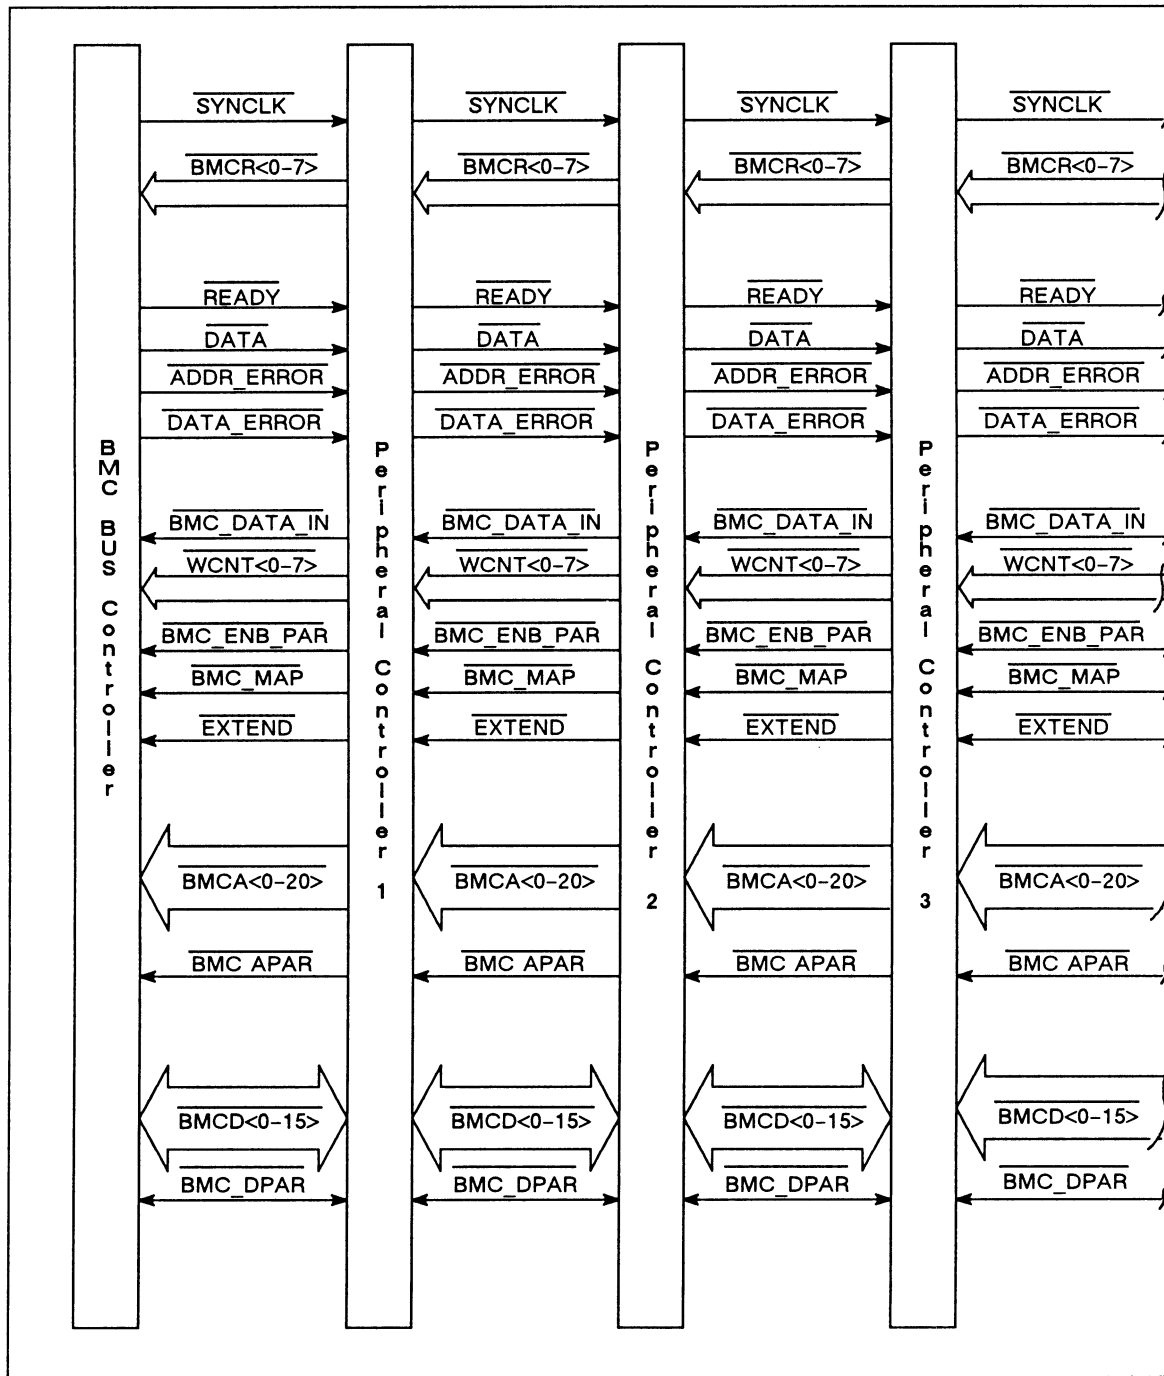 SYNCLK SYNCLK SYNCLK SYNCLK
BMCR<0-7> BMCR<0-7> BMCR<0-7> BMCR<0-7>
READY READY READY READY
DATA DATA DATA DATA
ADDR_ERROR ADDR_ERROR ADDR_ERROR ADDR_ERROR
DATA_ERROR DATA_ERROR DATA_ERROR DATA_ERROR
BMC_DATA_IN BMC_DATA_IN BMC_DATA_IN BMC_DATA_IN
WCNT<0-7> WCNT<0-7> WCNT<0-7> WCNT<0-7>
BMC_ENB_PAR BMC_ENB_PAR BMC_ENB_PAR BMC_ENB_PAR
BMC_MAP BMC_MAP BMC_MAP BMC_MAP
EXTEND EXTEND EXTEND EXTEND
BMCA<0-20> BMCA<0-20> BMCA<0-20> BMCA<0-20>
BMC APAR BMC APAR BMC APAR BMC APAR
BMCD<0-15> BMCD<0-15> BMCD<0-15> BMCD<0-15>
BMC_DPAR BMC_DPAR BMC_DPAR BMC_DPAR
BMC BUS Controller
Peripheral Controller 1
Peripheral Controller 2
Peripheral Controller 3